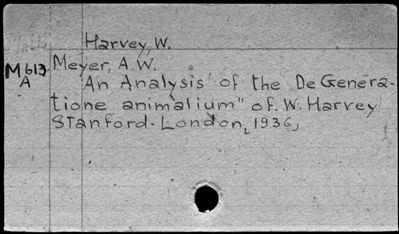 Harvey, W.
M613 Meyer, A.W.
A An Analysis of the De Genera-
tione animalium" of W. Harvey
Stanford-London, 1936,